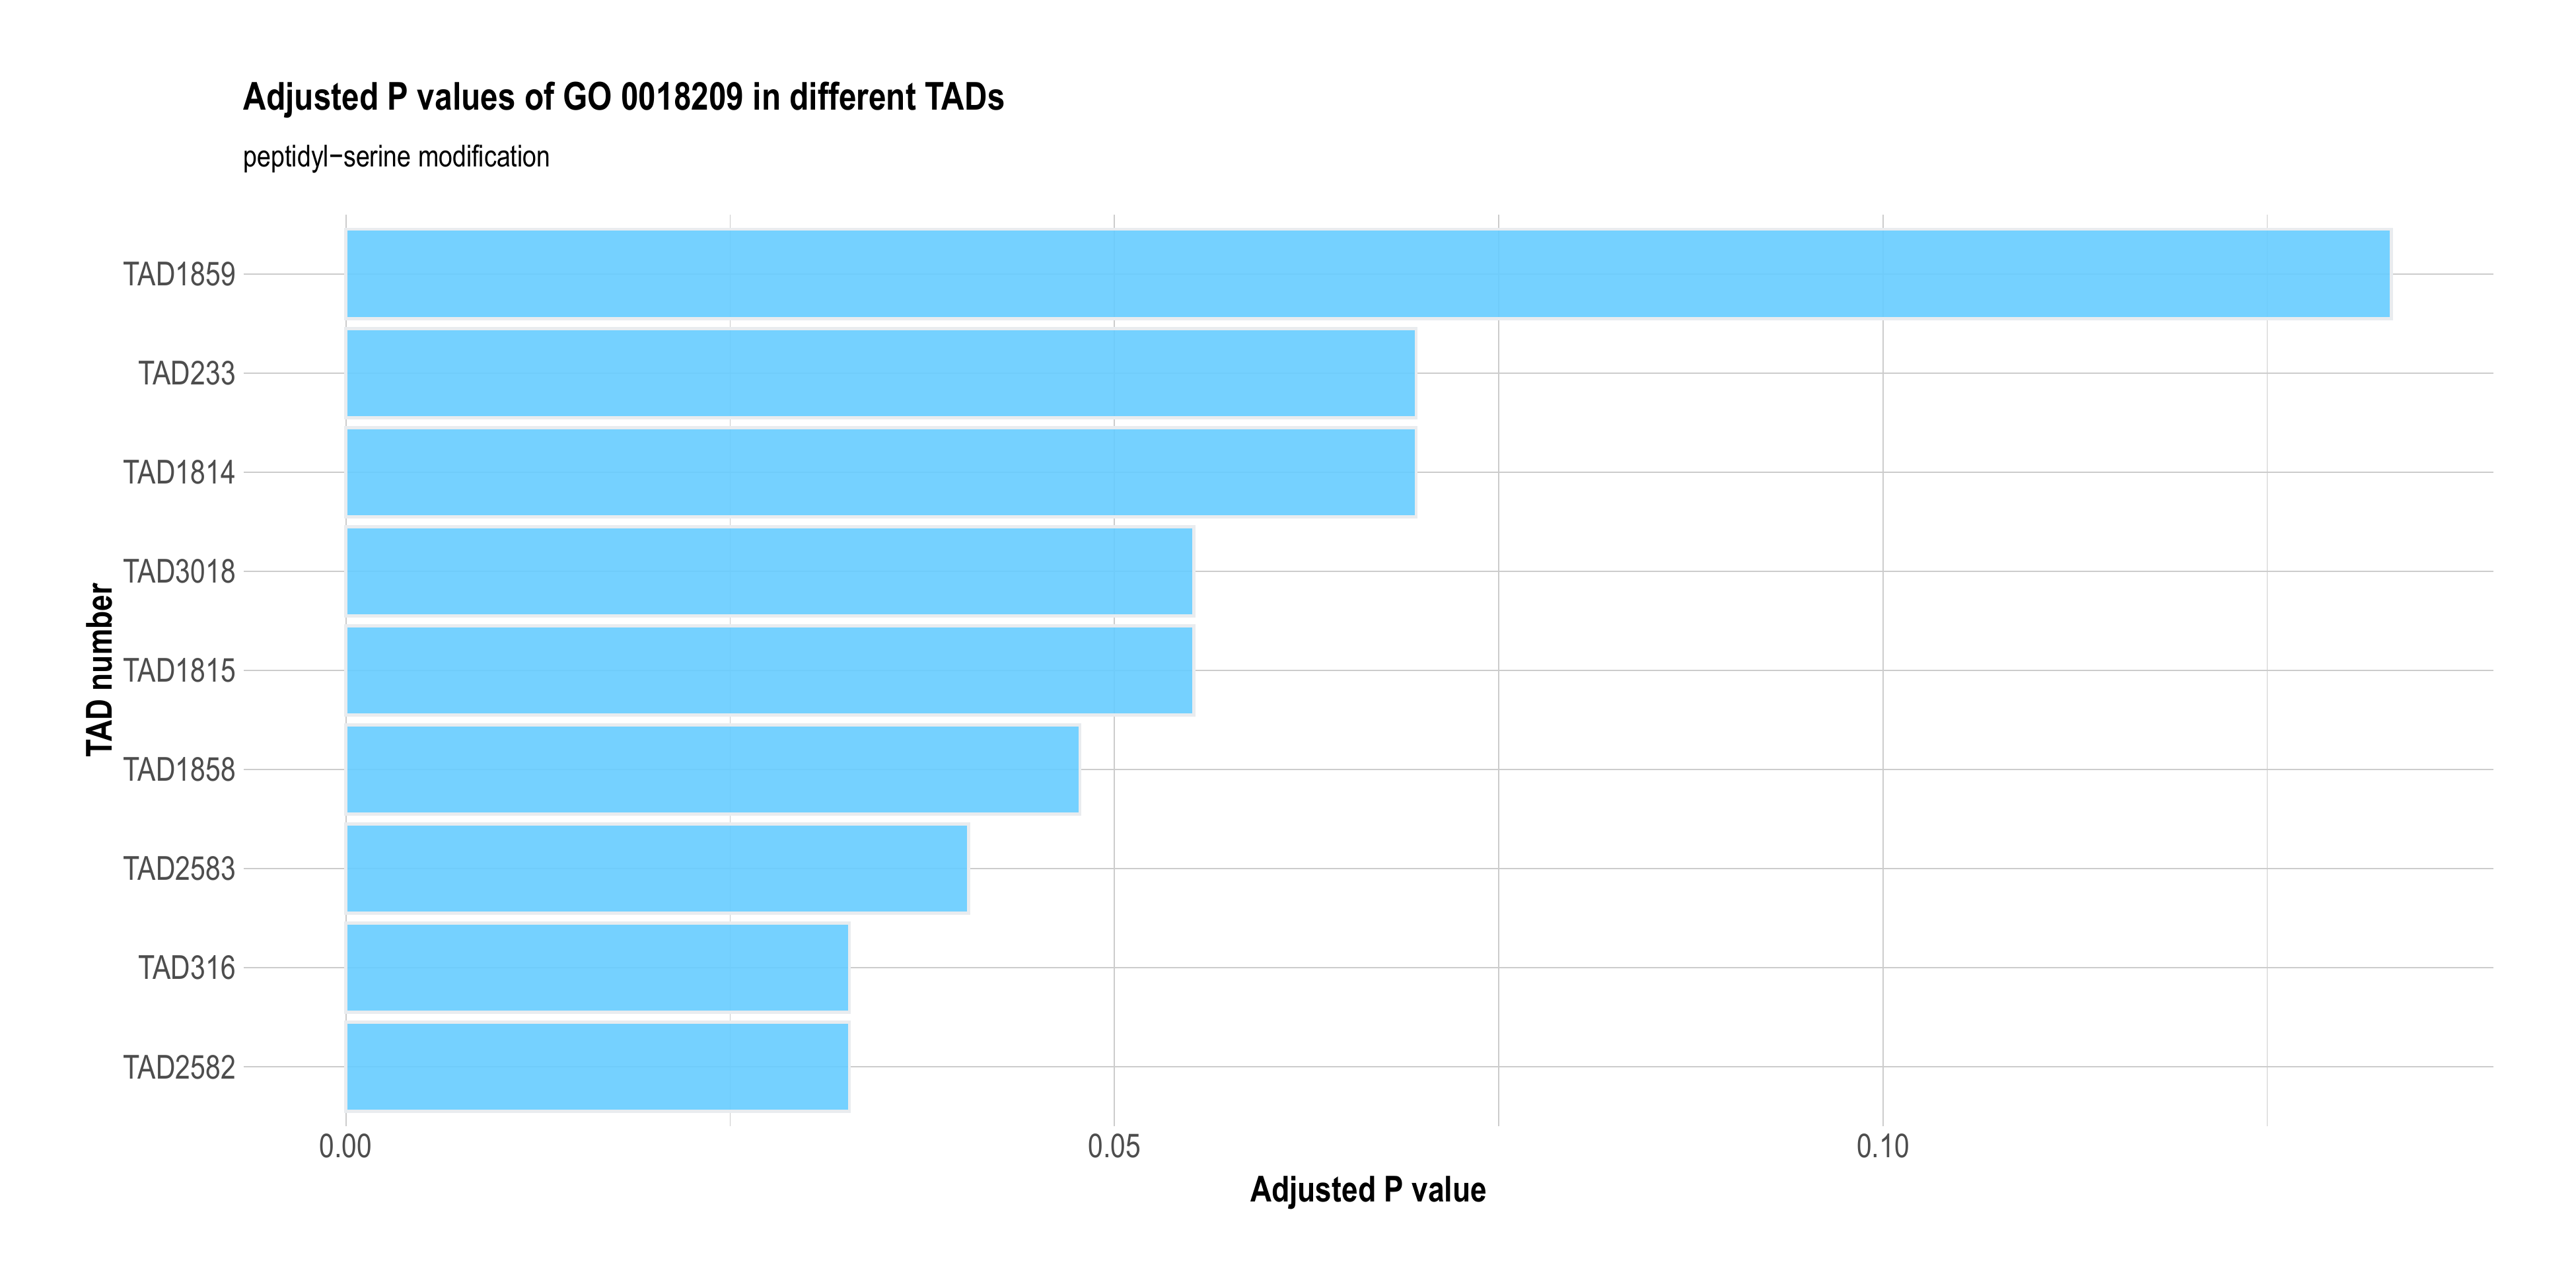 Adjusted P values of GO 0018209 in different TADs
peptidyl−serine modification
TAD number
TAD1859
TAD233
TAD1814
TAD3018
TAD1815
TAD1858
TAD2583
TAD316
TAD2582
0.00 0.05 0.10
Adjusted P value